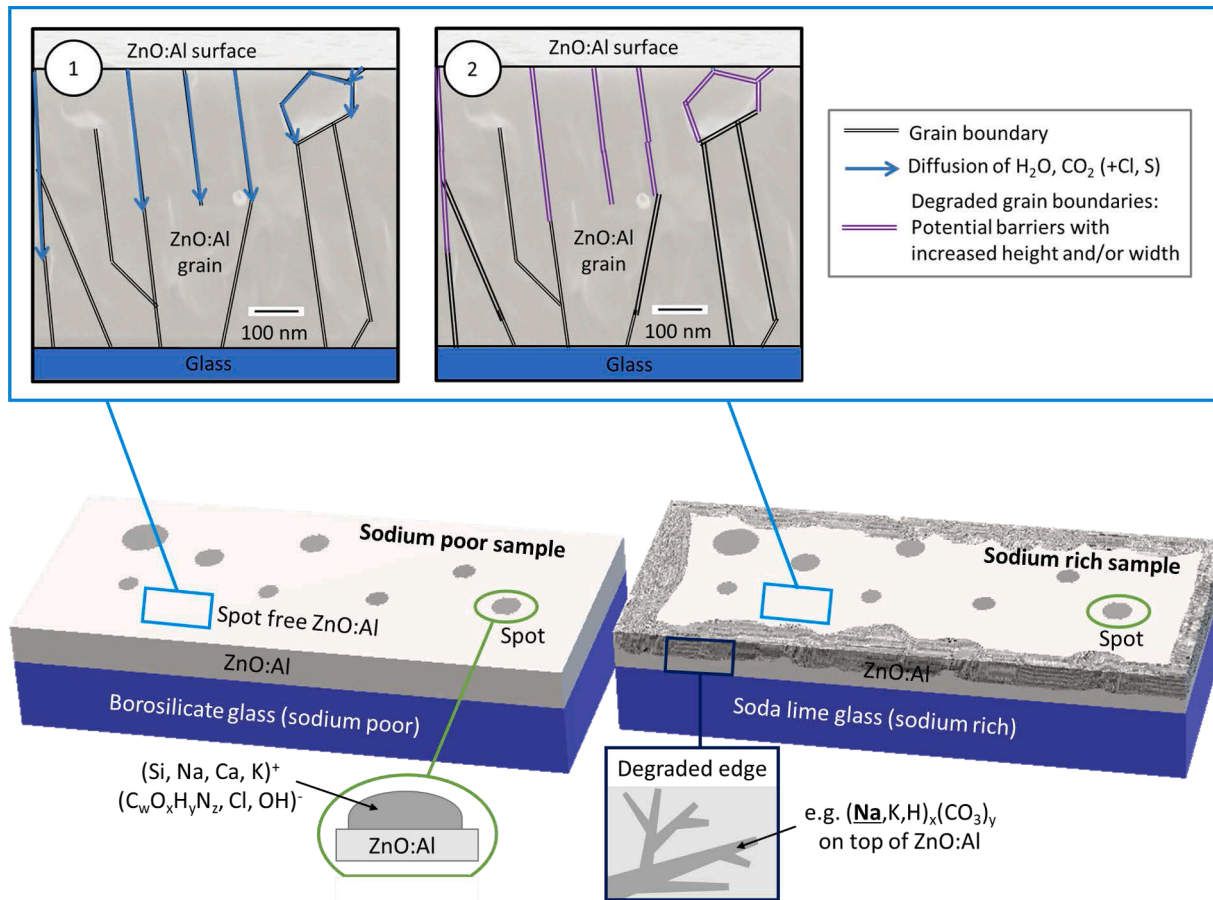 ZnO:Al surface
1
ZnO:Al
grain
100 nm
Glass
ZnO:Al surface
2
ZnO:Al
grain
100 nm
Glass
Grain boundary
Diffusion of H₂O, CO₂ (+Cl, S)
Degraded grain boundaries:
Potential barriers with
increased height and/or width
Sodium poor sample
Spot free ZnO:Al
Spot
ZnO:Al
Borosilicate glass (sodium poor)
Sodium rich sample
Spot
ZnO:Al
Soda lime glass (sodium rich)
(Si, Na, Ca, K)⁺
(CwOxHyNz, Cl, OH)⁻
ZnO:Al
Degraded edge
e.g. (Na,K,H)x(CO₃)y
on top of ZnO:Al